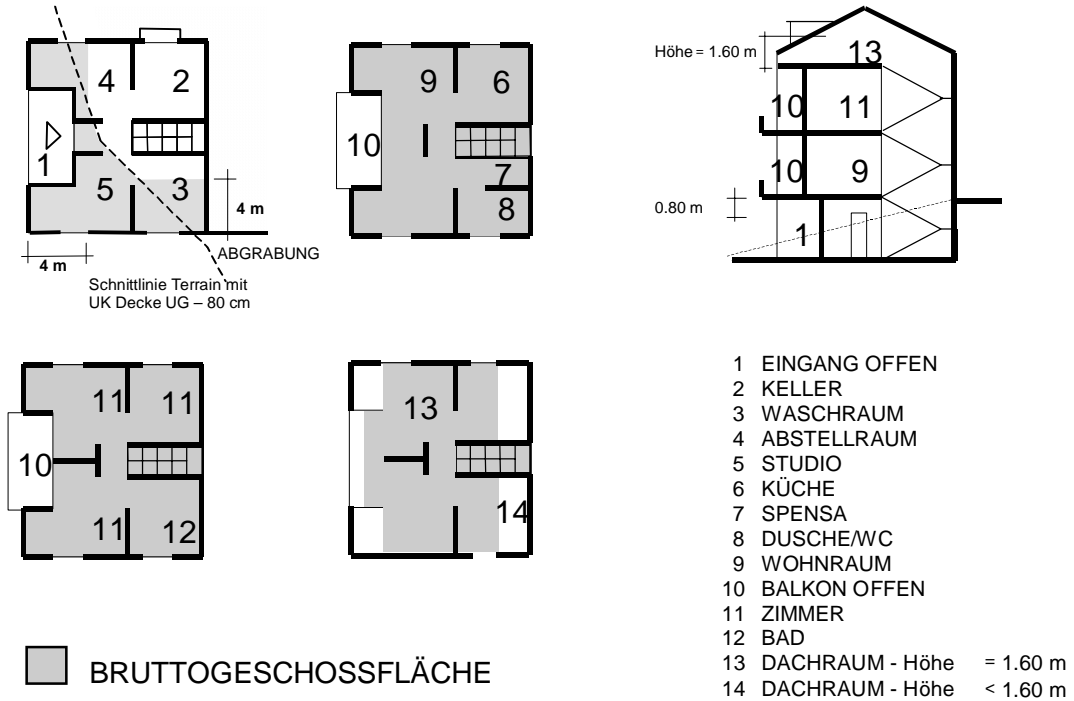 4
2
1
5
3
4 m
4 m
ABGRABUNG
Schnittlinie Terrain mit
UK Decke UG – 80 cm
9
6
10
7
8
Höhe = 1.60 m
13
10
11
10
9
0.80 m
1
11
11
10
11
12
13
14
1 EINGANG OFFEN
2 KELLER
3 WASCHRAUM
4 ABSTELLRAUM
5 STUDIO
6 KÜCHE
7 SPENSA
8 DUSCHE/WC
9 WOHNRAUM
10 BALKON OFFEN
11 ZIMMER
12 BAD
13 DACHRAUM - Höhe = 1.60 m
14 DACHRAUM - Höhe < 1.60 m
BRUTTOGESCHOSSFLÄCHE